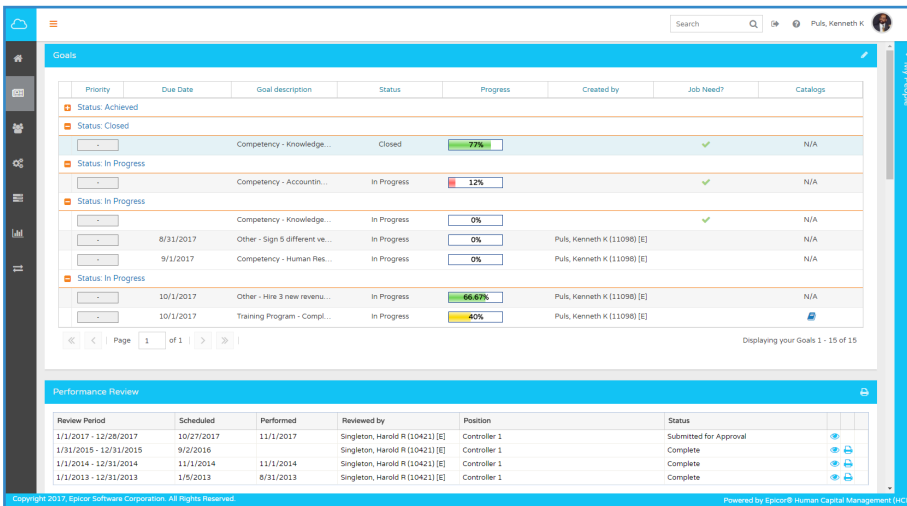 Search Puls, Kenneth K
Goals
My People
Priority Due Date Goal description Status Progress Created by Job Need? Catalogs
Status: Achieved
Status: Closed
- Competency - Knowledge... Closed 77% N/A
Status: In Progress
- Competency - Accountin... In Progress 12% N/A
Status: In Progress
- Competency - Knowledge... In Progress 0% N/A
- 8/31/2017 Other - Sign 5 different ve... In Progress 0% Puls, Kenneth K (11098) [E] N/A
- 9/1/2017 Competency - Human Res... In Progress 0% Puls, Kenneth K (11098) [E] N/A
Status: In Progress
- 10/1/2017 Other - Hire 3 new revenu... In Progress 66.67% Puls, Kenneth K (11098) [E] N/A
- 10/1/2017 Training Program - Compl... In Progress 40% Puls, Kenneth K (11098) [E]
Page 1 of 1 Displaying your Goals 1 - 15 of 15
Performance Review
Review Period Scheduled Performed Reviewed by Position Status
1/1/2017 - 12/28/2017 10/27/2017 11/1/2017 Singleton, Harold R (10421) [E] Controller 1 Submitted for Approval
1/31/2015 - 12/31/2015 9/2/2016 Singleton, Harold R (10421) [E] Controller 1 Complete
1/1/2014 - 12/31/2014 11/1/2014 11/1/2014 Singleton, Harold R (10421) [E] Controller 1 Complete
1/1/2013 - 12/31/2013 1/5/2013 8/31/2013 Singleton, Harold R (10421) [E] Controller 1 Complete
Copyright 2017, Epicor Software Corporation. All Rights Reserved. Powered by Epicor® Human Capital Management (HC